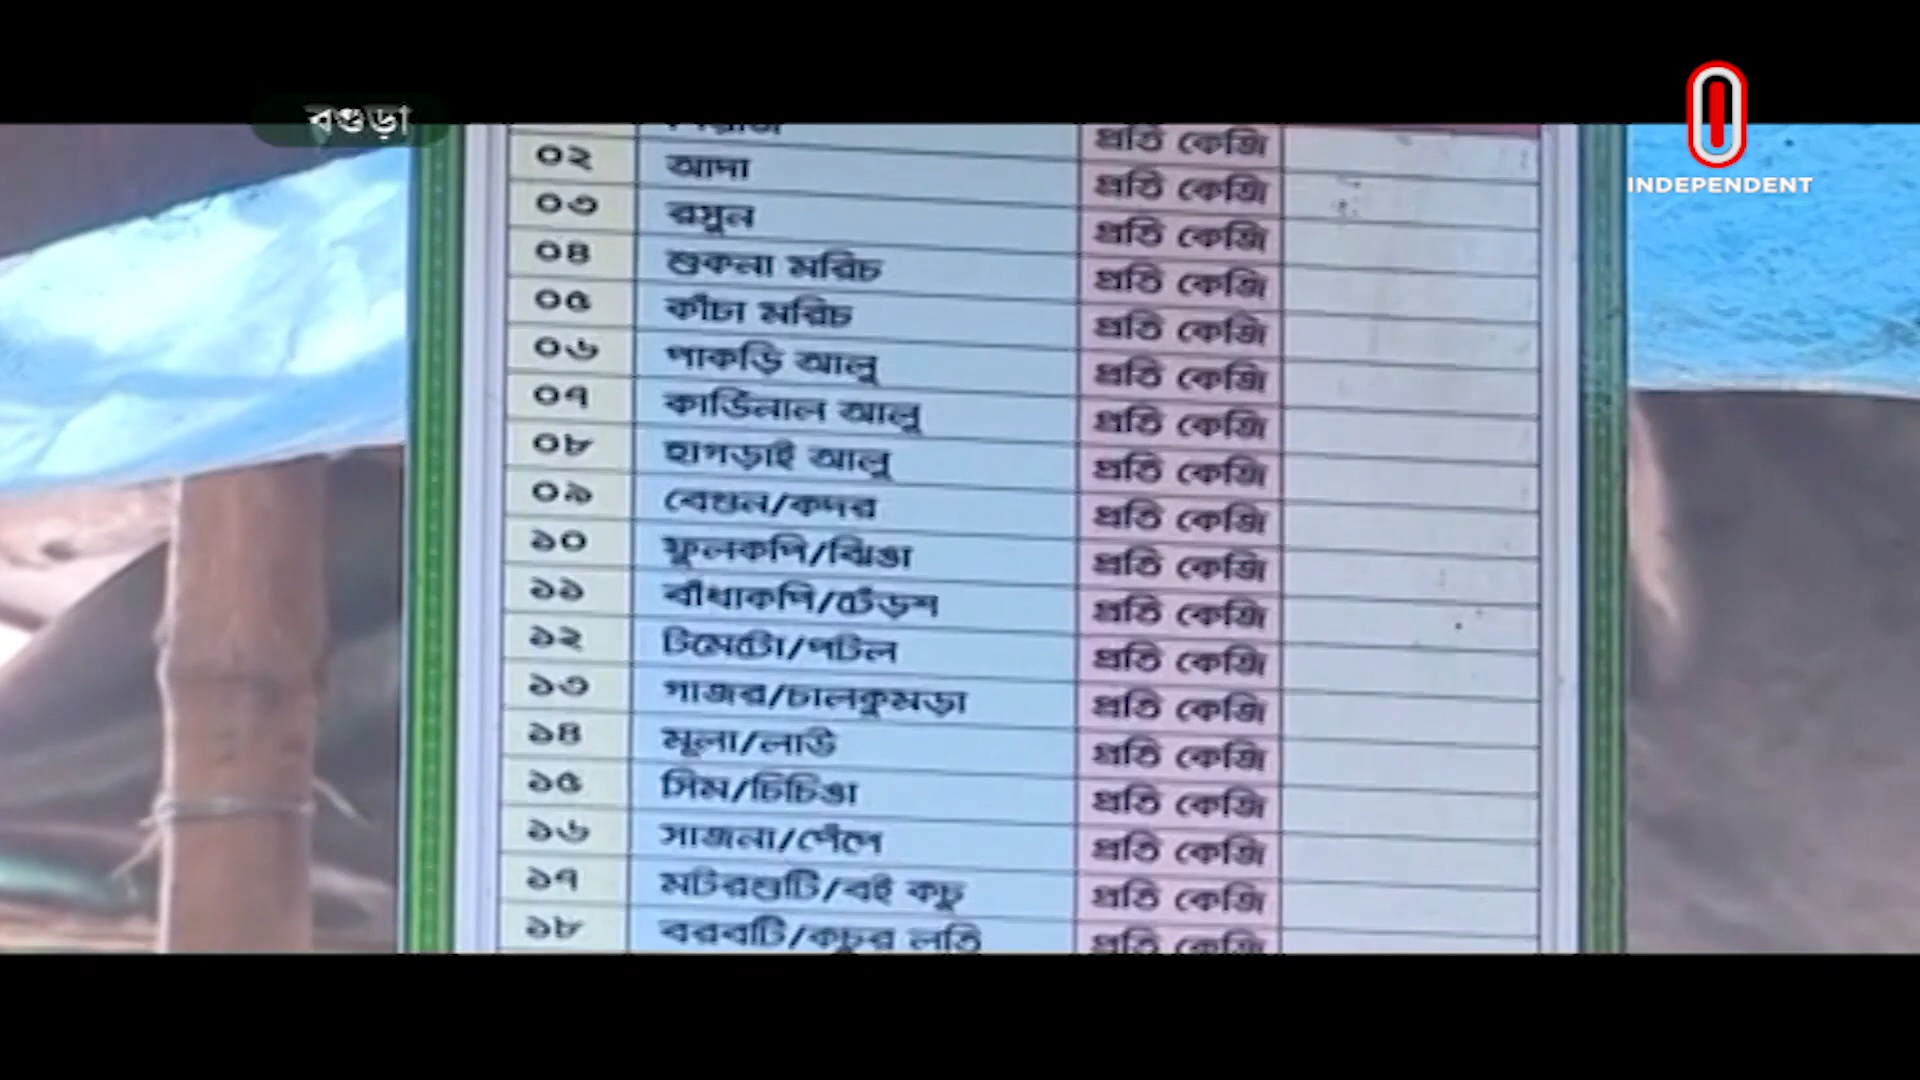 বগুড়া
INDEPENDENT
প্রতি কেজি
০২ আদা প্রতি কেজি
০৩ রসুন প্রতি কেজি
০৪ শুকনা মরিচ প্রতি কেজি
০৫ কাঁচা মরিচ প্রতি কেজি
০৬ পাকড়ি আলু প্রতি কেজি
০৭ কার্ডিনাল আলু প্রতি কেজি
০৮ হাগড়াই আলু প্রতি কেজি
০৯ বেগুন/কদর প্রতি কেজি
১০ ফুলকপি/ঝিঙা প্রতি কেজি
১১ বাঁধাকপি/ঢেঁড়শ প্রতি কেজি
১২ টমেটো/পটল প্রতি কেজি
১৩ গাজর/চালকুমড়া প্রতি কেজি
১৪ মূলা/লাউ প্রতি কেজি
১৫ সিম/চিচিঙা প্রতি কেজি
১৬ সাজনা/পেঁপে প্রতি কেজি
১৭ মটরশুটি/বই কচু প্রতি কেজি
১৮ বরবটি/কচুর লতি প্রতি কেজি